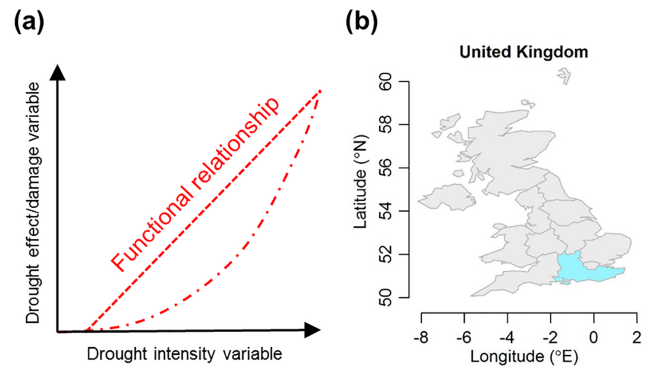 (a)
Drought effect/damage variable
Functional relationship
Drought intensity variable
(b)
United Kingdom
Latitude (°N)
60
58
56
54
52
50
-8 -6 -4 -2 0 2
Longitude (°E)